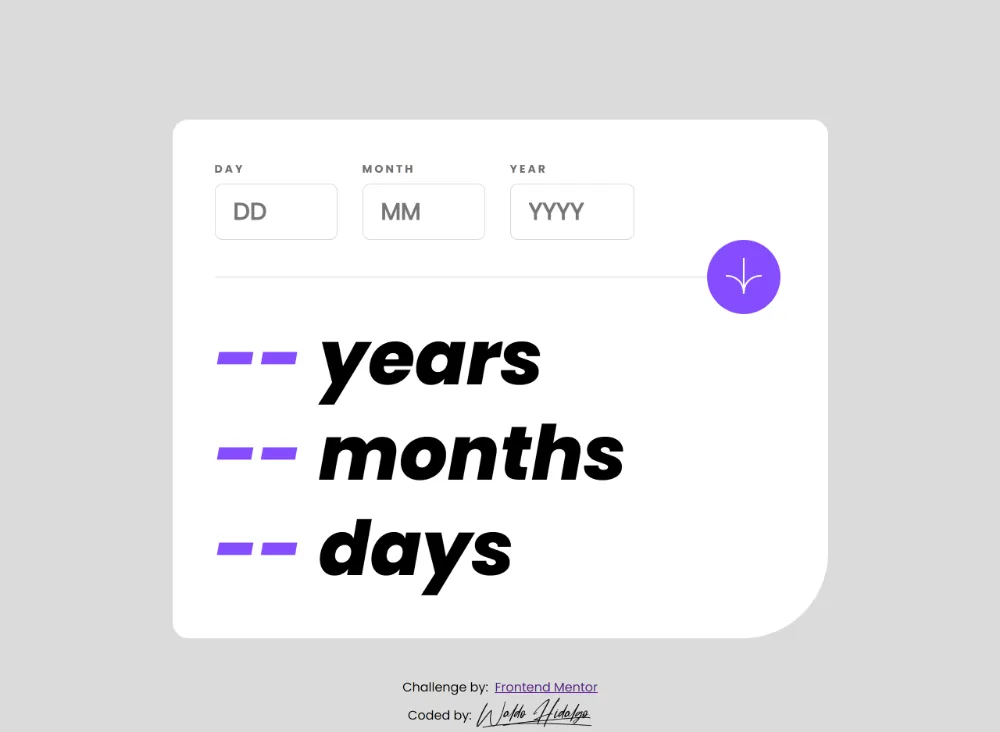 DAY MONTH YEAR
DD MM YYYY
-- years
-- months
-- days
Challenge by: Frontend Mentor
Coded by: Waldo Hidalgo